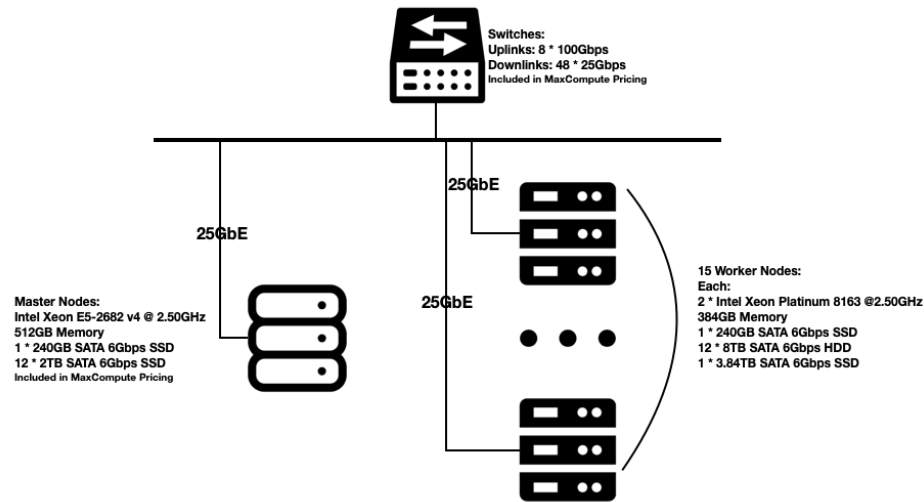 Switches:
Uplinks: 8 * 100Gbps
Downlinks: 48 * 25Gbps
Included in MaxCompute Pricing
25GbE
25GbE
25GbE
Master Nodes:
Intel Xeon E5-2682 v4 @ 2.50GHz
512GB Memory
1 * 240GB SATA 6Gbps SSD
12 * 2TB SATA 6Gbps SSD
Included in MaxCompute Pricing
15 Worker Nodes:
Each:
2 * Intel Xeon Platinum 8163 @2.50GHz
384GB Memory
1 * 240GB SATA 6Gbps SSD
12 * 8TB SATA 6Gbps HDD
1 * 3.84TB SATA 6Gbps SSD